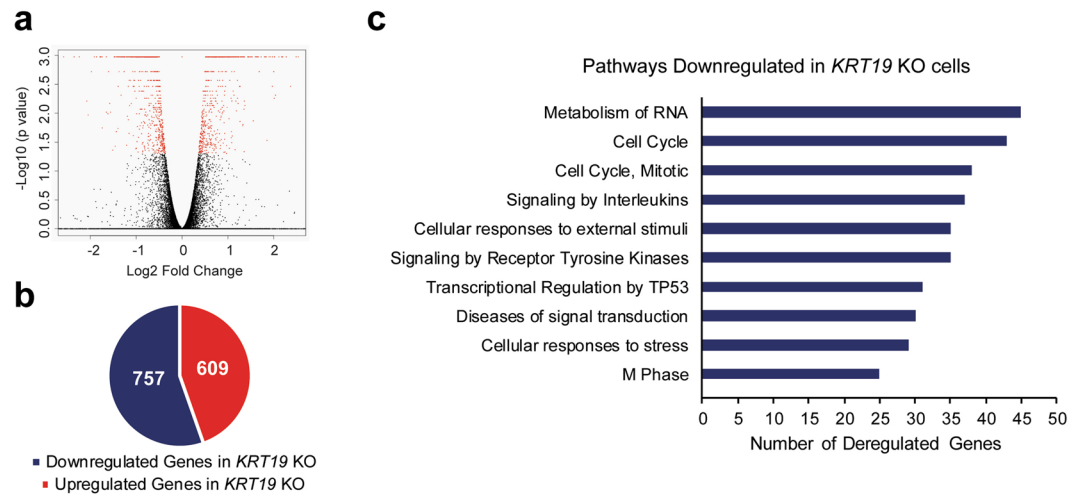 a
3.0
2.5
2.0
1.5
1.0
0.5
0.0
-Log10 (p value)
-2 -1 0 1 2
Log2 Fold Change
b
757
609
Downregulated Genes in KRT19 KO
Upregulated Genes in KRT19 KO
c
Pathways Downregulated in KRT19 KO cells
Metabolism of RNA
Cell Cycle
Cell Cycle, Mitotic
Signaling by Interleukins
Cellular responses to external stimuli
Signaling by Receptor Tyrosine Kinases
Transcriptional Regulation by TP53
Diseases of signal transduction
Cellular responses to stress
M Phase
0 5 10 15 20 25 30 35 40 45 50
Number of Deregulated Genes